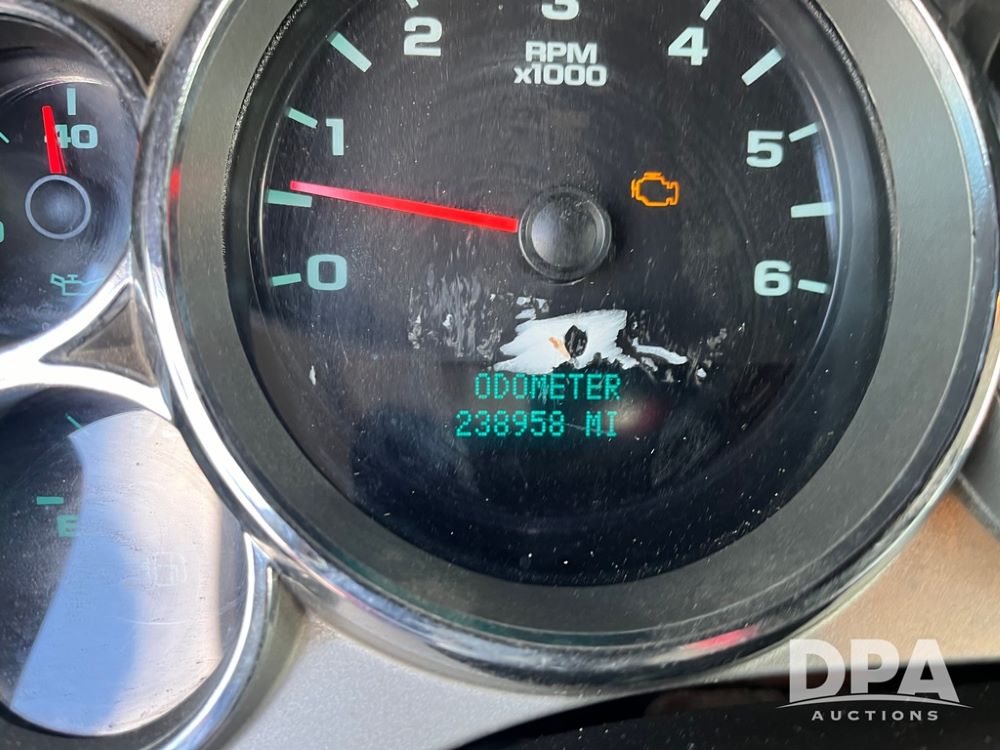 2
3
4
RPM
x1000
40
1
5
0
6
ODOMETER
238958 MI
E
DPA
AUCTIONS